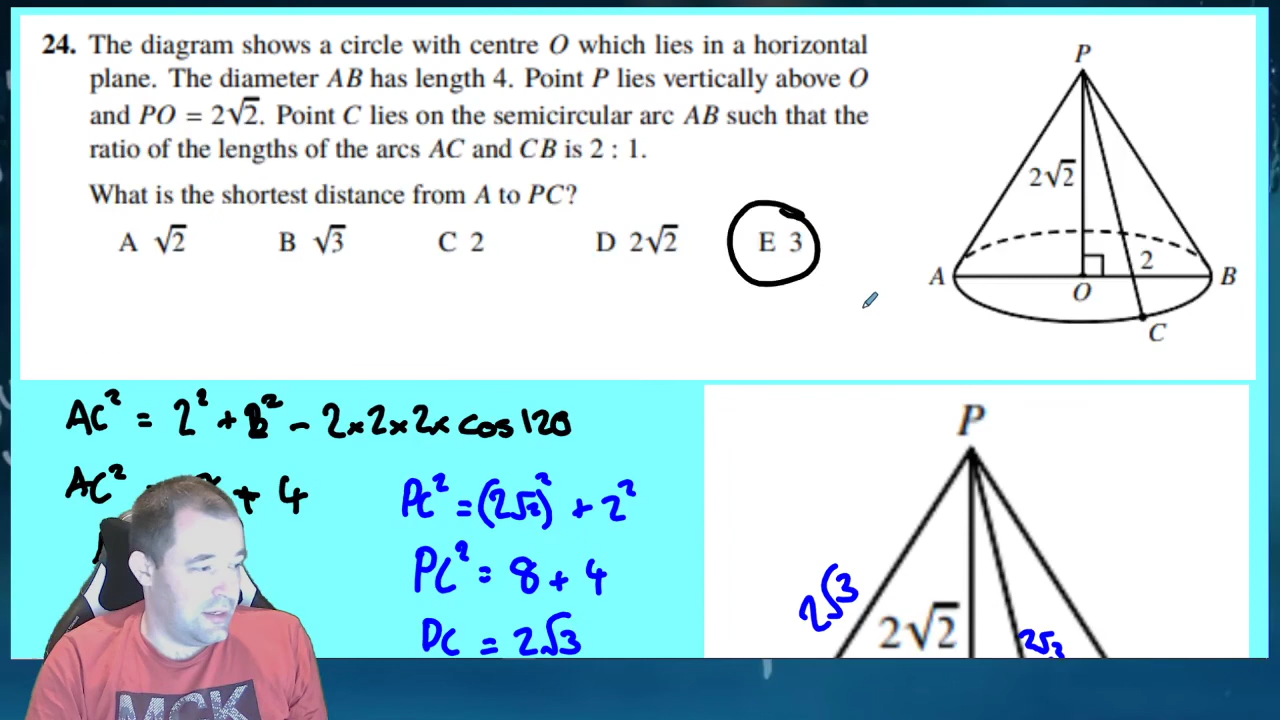 24. The diagram shows a circle with centre O which lies in a horizontal
plane. The diameter AB has length 4. Point P lies vertically above O
and PO = 2√2. Point C lies on the semicircular arc AB such that the
ratio of the lengths of the arcs AC and CB is 2 : 1.
What is the shortest distance from A to PC?
A √2 B √3 C 2 D 2√2 E 3
P
2√2
2
A
O
B
C
AC² = 2² + 2² - 2×2×2× cos 120
AC²
+ 4
PC² = (2√2)² + 2²
PC² = 8 + 4
PC = 2√3
P
2√3
2√2
2√3
MCK